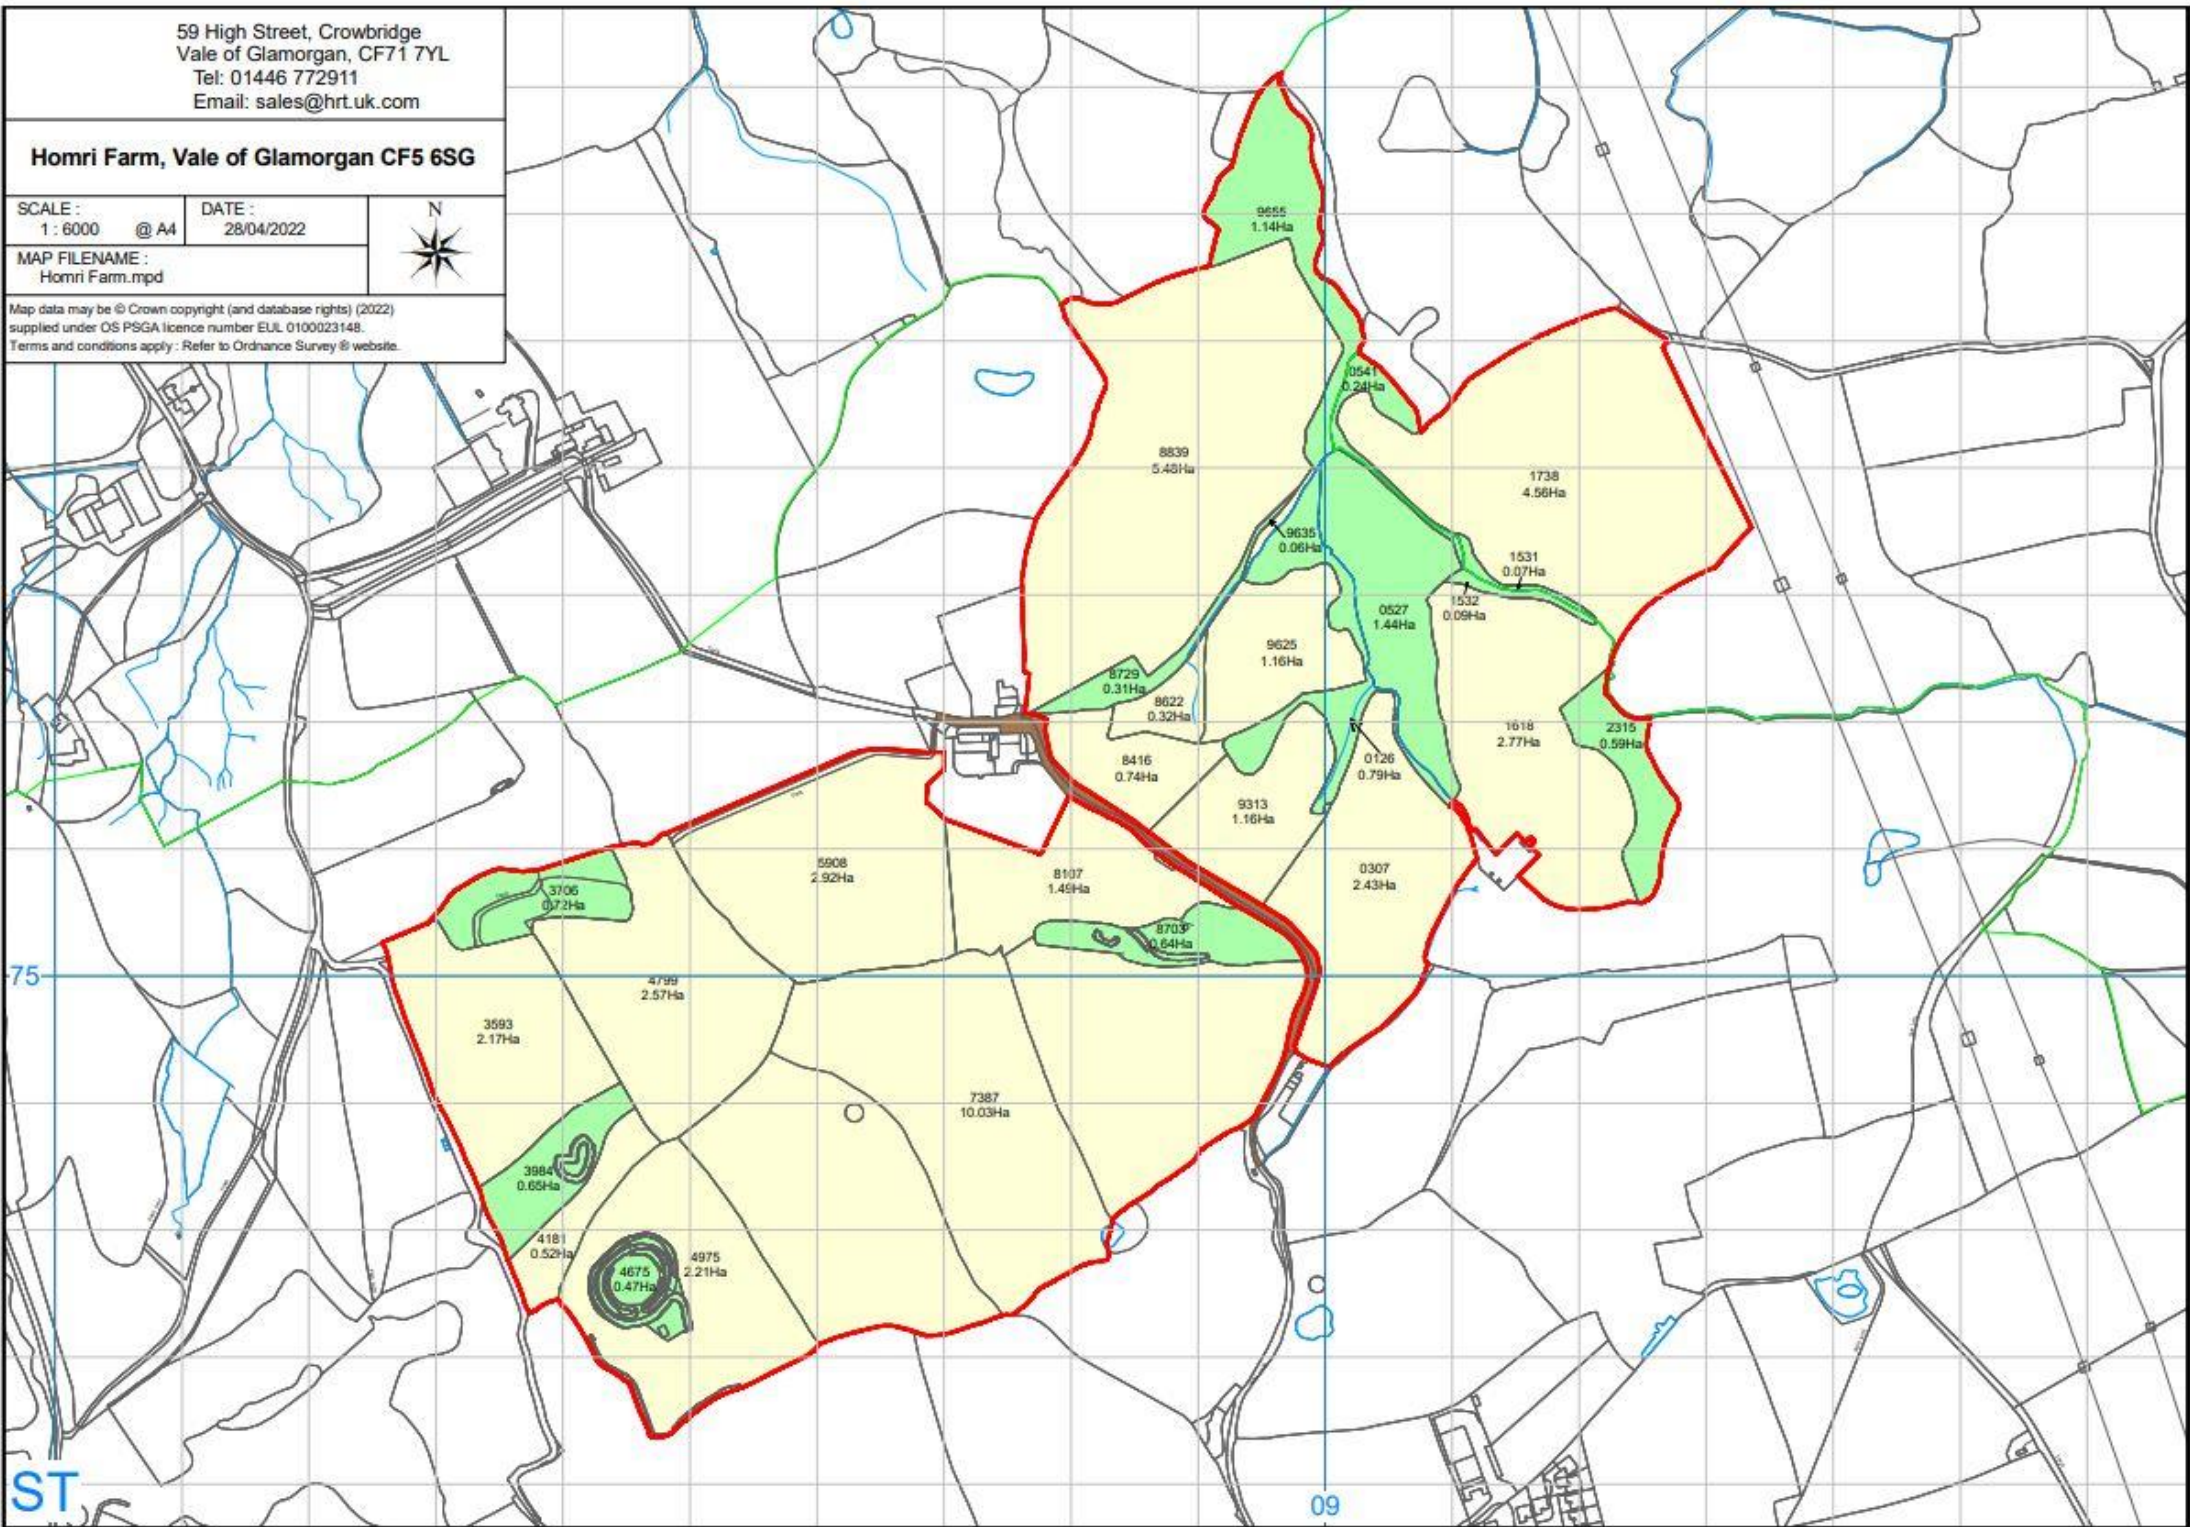 59 High Street, Crowbridge
Vale of Glamorgan, CF71 7YL
Tel: 01446 772911
Email: sales@hrt.uk.com
Homri Farm, Vale of Glamorgan CF5 6SG
SCALE :
1 : 6000 @ A4
DATE :
28/04/2022
N
MAP FILENAME :
Homri Farm.mpd
Map data may be © Crown copyright (and database rights) (2022)
supplied under OS PSGA licence number EUL 0100023148.
Terms and conditions apply : Refer to Ordnance Survey ® website.
9655
1.14Ha
0541
0.24Ha
8839
5.48Ha
1738
4.56Ha
9635
0.06Ha
1531
0.07Ha
1532
0.09Ha
0527
1.44Ha
9625
1.16Ha
8729
0.31Ha
8622
0.32Ha
1618
2.77Ha
2315
0.59Ha
8416
0.74Ha
0126
0.79Ha
9313
1.16Ha
5908
2.92Ha
8107
1.49Ha
0307
2.43Ha
3706
0.72Ha
8703
0.64Ha
75
4799
2.57Ha
3593
2.17Ha
7387
10.03Ha
3984
0.65Ha
4181
0.52Ha
4675
0.47Ha
4975
2.21Ha
ST
09